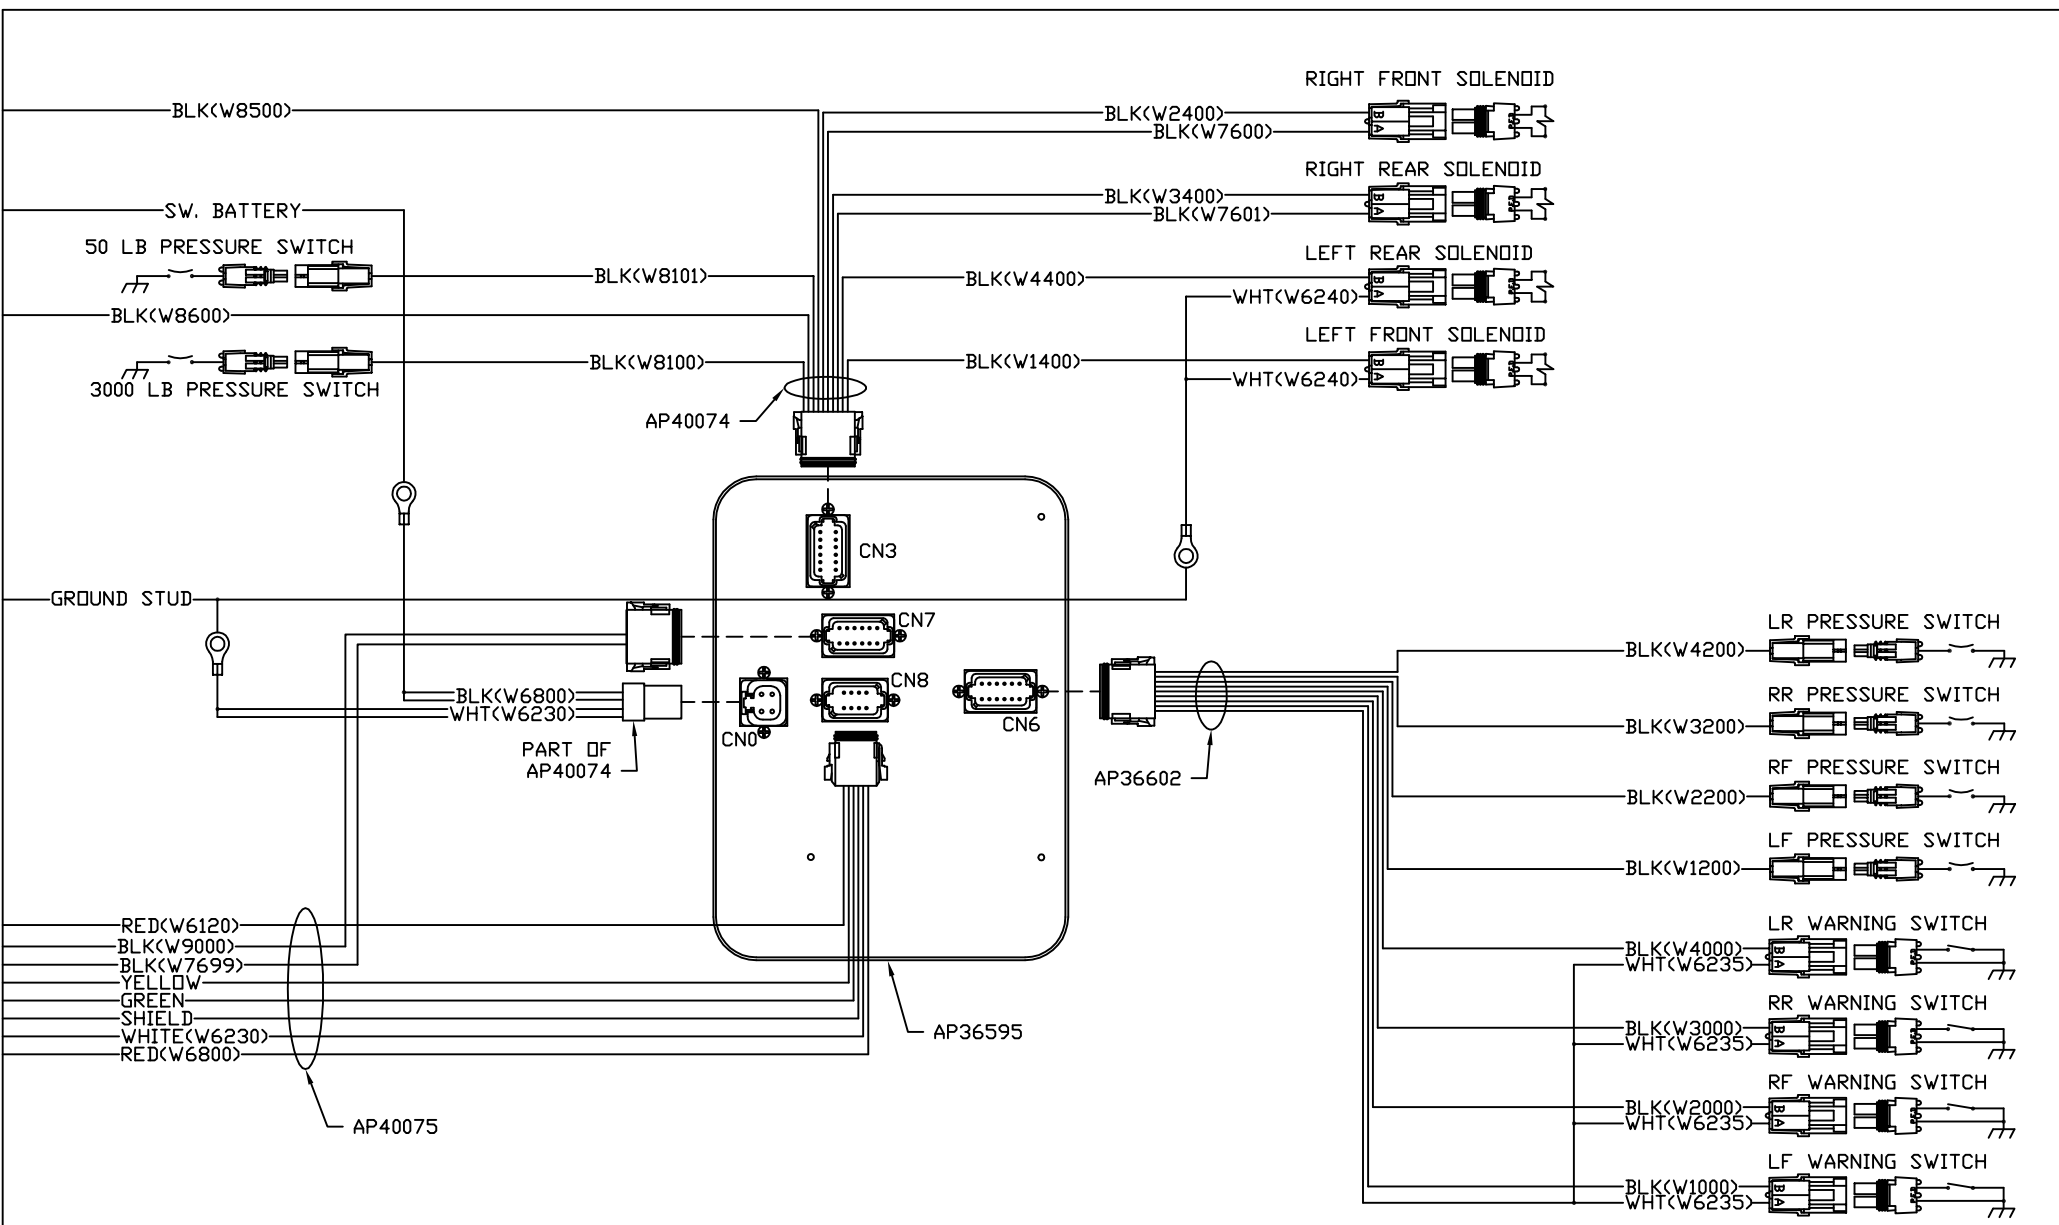 RIGHT FRONT SOLENOID
BLK(W8500)
BLK(W2400)
BLK(W7600)
B
A
RIGHT REAR SOLENOID
BLK(W3400)
BLK(W7601)
B
A
SW. BATTERY
50 LB PRESSURE SWITCH
BLK(W8101)
LEFT REAR SOLENOID
BLK(W4400)
WHT(W6240)
B
A
BLK(W8600)
LEFT FRONT SOLENOID
BLK(W8100)
BLK(W1400)
WHT(W6240)
B
A
3000 LB PRESSURE SWITCH
AP40074
CN3
GROUND STUD
CN7
CN8
BLK(W6800)
WHT(W6230)
CN0
CN6
PART OF
AP40074
AP36602
LR PRESSURE SWITCH
BLK(W4200)
RR PRESSURE SWITCH
BLK(W3200)
RF PRESSURE SWITCH
BLK(W2200)
LF PRESSURE SWITCH
BLK(W1200)
LR WARNING SWITCH
BLK(W4000)
WHT(W6235)
B
A
RR WARNING SWITCH
BLK(W3000)
WHT(W6235)
B
A
RF WARNING SWITCH
BLK(W2000)
WHT(W6235)
B
A
LF WARNING SWITCH
BLK(W1000)
WHT(W6235)
B
A
RED(W6120)
BLK(W9000)
BLK(W7699)
YELLOW
GREEN
SHIELD
WHITE(W6230)
RED(W6800)
AP36595
AP40075